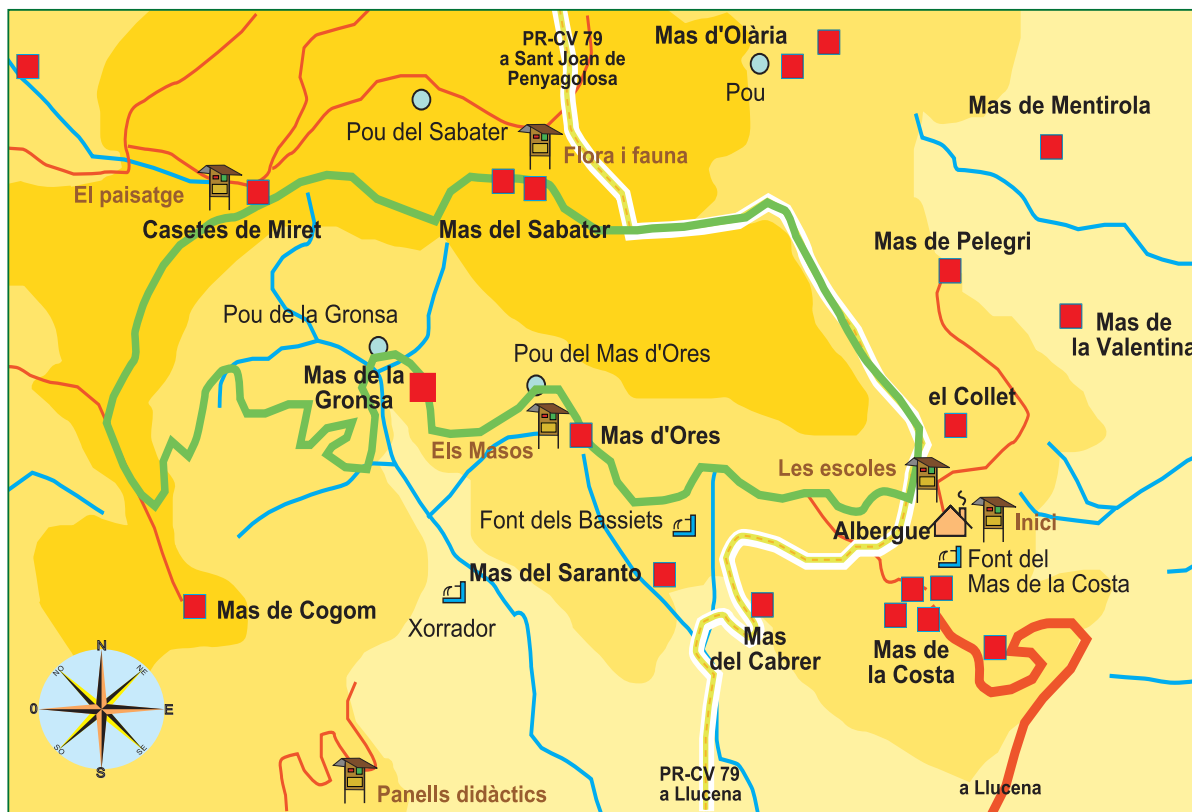 PR-CV 79
a Sant Joan de
Penyagolosa
Mas d'Olària
Pou
Mas de Mentirola
Pou del Sabater
Flora i fauna
El paisatge
Casetes de Miret
Mas del Sabater
Mas de Pelegri
Pou de la Gronsa
Mas de
la Valentina
Pou del Mas d'Ores
Mas de la
Gronsa
el Collet
Els Masos
Mas d'Ores
Les escoles
Font dels Bassiets
Albergue
Inici
Font del
Mas de la Costa
Mas del Saranto
Mas de Cogom
Xorrador
Mas
del Cabrer
Mas de
la Costa
N
NO
NE
O
E
SO
SE
S
PR-CV 79
a Llucena
a Llucena
Panells didàctics